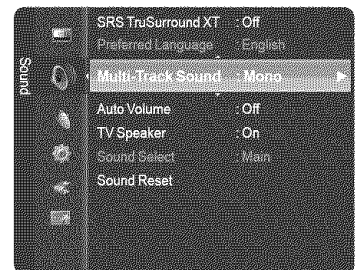 Sound
SRS TruSurround XT : Off
Preferred Language : English
Multi-Track Sound : Mono
Auto Volume : Off
TV Speaker : On
Sound Select : Main
Sound Reset